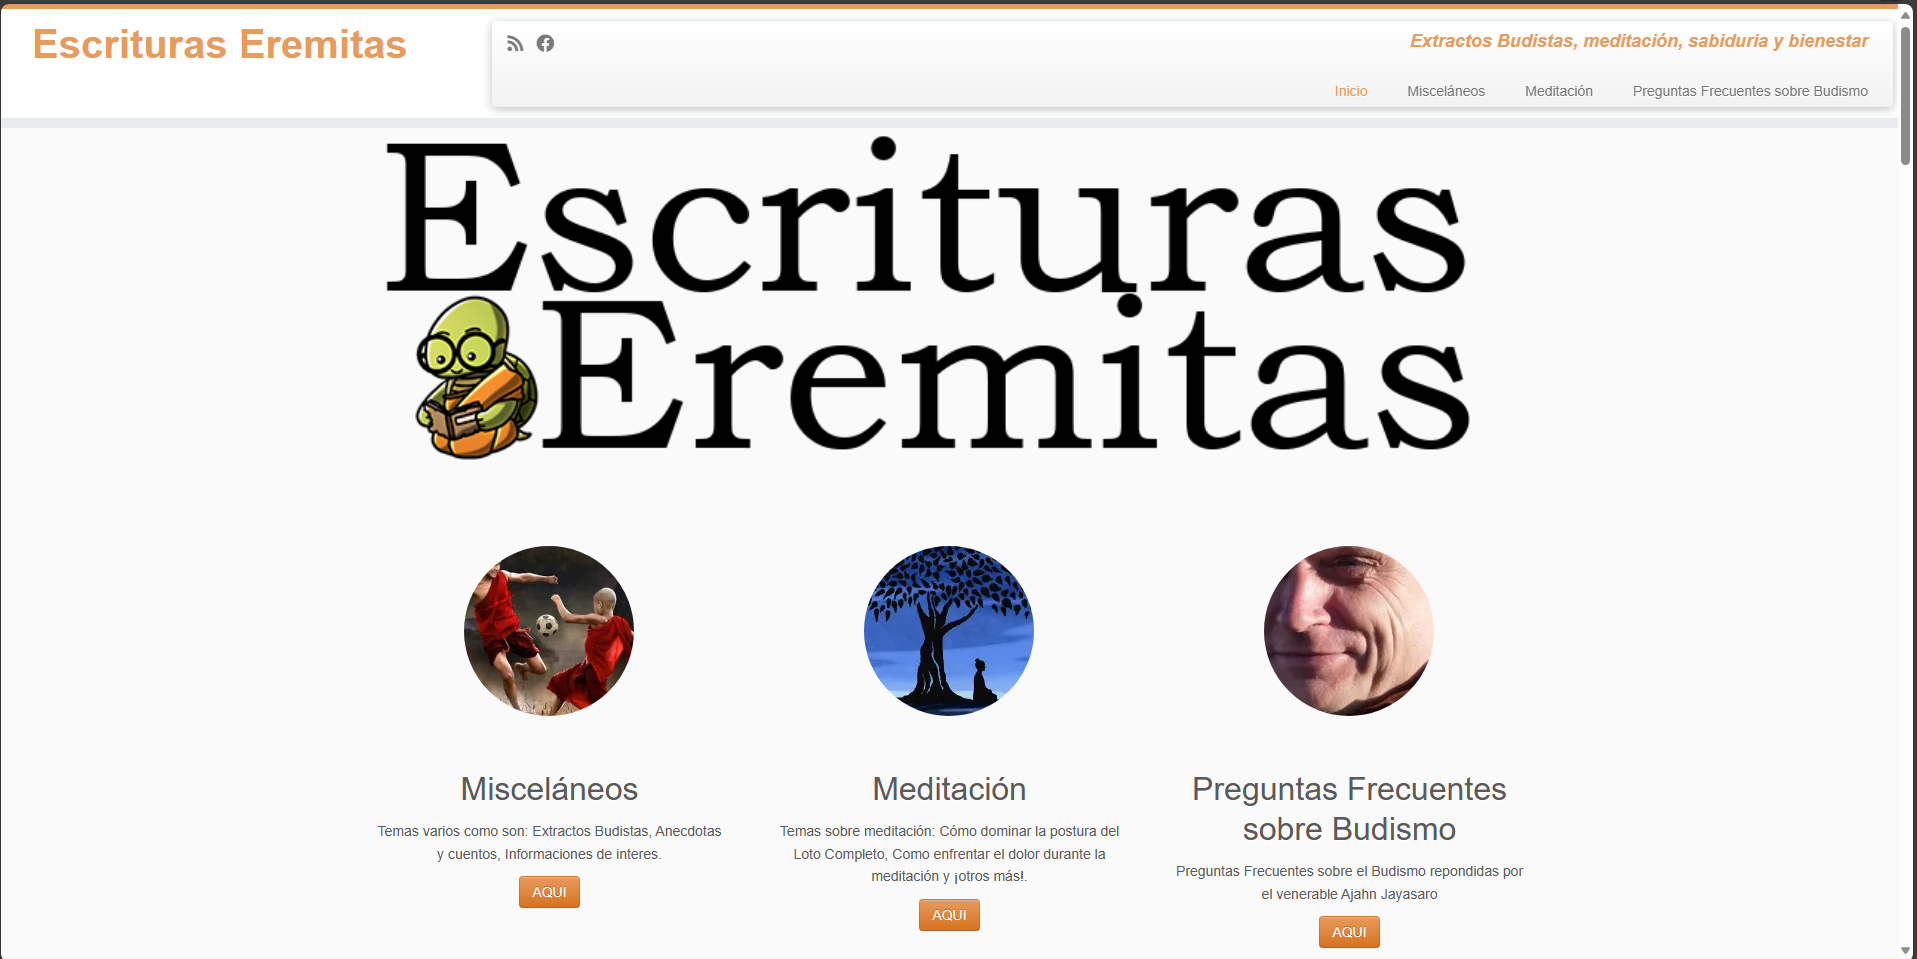 Escrituras Eremitas
Extractos Budistas, meditación, sabiduria y bienestar
Inicio
Misceláneos
Meditación
Preguntas Frecuentes sobre Budismo
Escrituras
Eremitas
Misceláneos
Temas varios como son: Extractos Budistas, Anecdotas
y cuentos, Informaciones de interes.
AQUI
Meditación
Temas sobre meditación: Cómo dominar la postura del
Loto Completo, Como enfrentar el dolor durante la
meditación y ¡otros más!.
AQUI
Preguntas Frecuentes
sobre Budismo
Preguntas Frecuentes sobre el Budismo repondidas por
el venerable Ajahn Jayasaro
AQUI